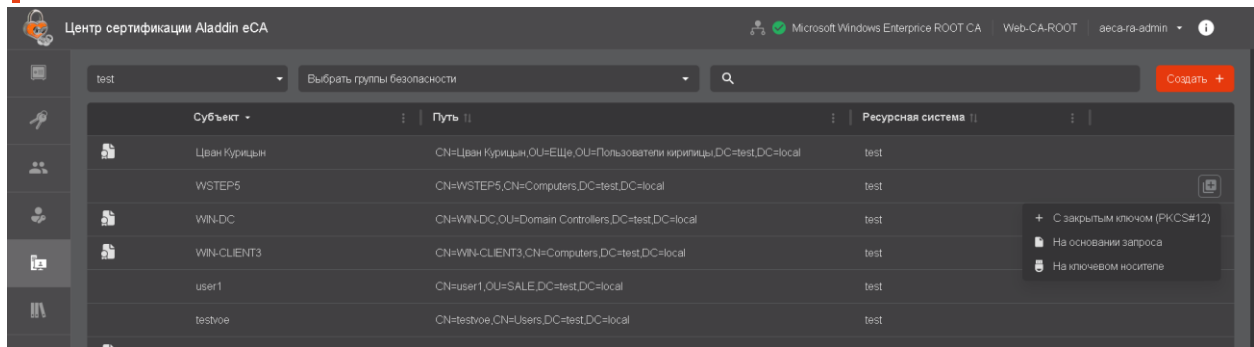 Центр сертификации Aladdin eCA
Microsoft Windows Enterprice ROOT CA Web-CA-ROOT aeca-ra-admin
test Выбрать группы безопасности Создать +
Субъект Путь Ресурсная система
Цван Курицын CN=Цван Курицын,OU=ЕЩе,OU=Пользователи кирилицы,DC=test,DC=local test
WSTEP5 CN=WSTEP5,CN=Computers,DC=test,DC=local test
WIN-DC CN=WIN-DC,OU=Domain Controllers,DC=test,DC=local test
+ С закрытым ключом (PKCS#12)
На основании запроса
WIN-CLIENT3 CN=WIN-CLIENT3,CN=Computers,DC=test,DC=local test
На ключевом носителе
user1 CN=user1,OU=SALE,DC=test,DC=local test
testvoe CN=testvoe,CN=Users,DC=test,DC=local test